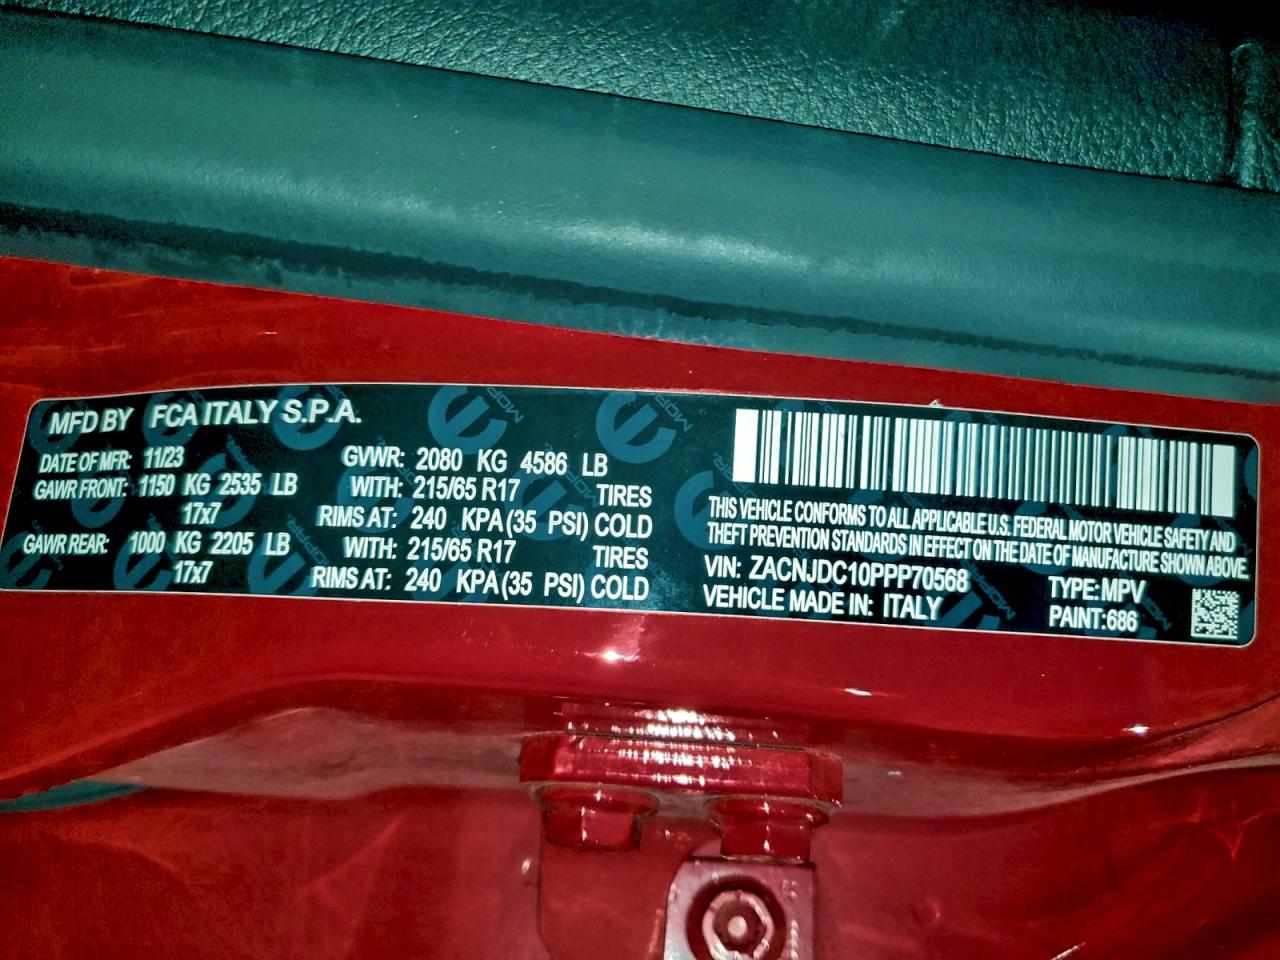 MFD BY FCA ITALY S.P.A.
DATE OF MFR: 11/23 GVWR: 2080 KG 4586 LB
GAWR FRONT: 1150 KG 2535 LB WITH: 215/65 R17 TIRES
17x7 RIMS AT: 240 KPA(35 PSI) COLD
GAWR REAR: 1000 KG 2205 LB WITH: 215/65 R17 TIRES
17x7 RIMS AT: 240 KPA(35 PSI) COLD
THIS VEHICLE CONFORMS TO ALL APPLICABLE U.S. FEDERAL MOTOR VEHICLE SAFETY AND
THEFT PREVENTION STANDARDS IN EFFECT ON THE DATE OF MANUFACTURE SHOWN ABOVE.
VIN: ZACNJDC10PPP70568 TYPE: MPV
VEHICLE MADE IN: ITALY PAINT:686